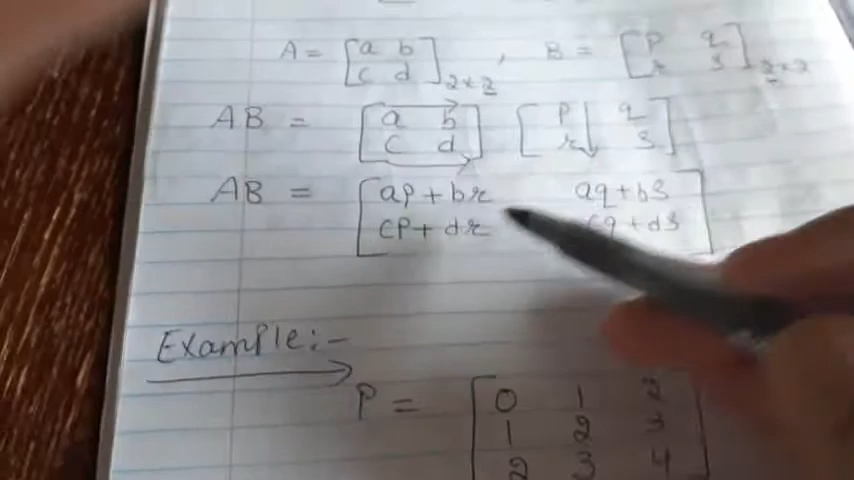 A = [a b c d] 2×2 , B = [p q r s] 2×2
AB = [a b c d] [p q r s]
AB = [ap+br aq+bs
cp+dr cq+ds]
Example:-
P = [0 1 2
1 2 3
2 3 4]